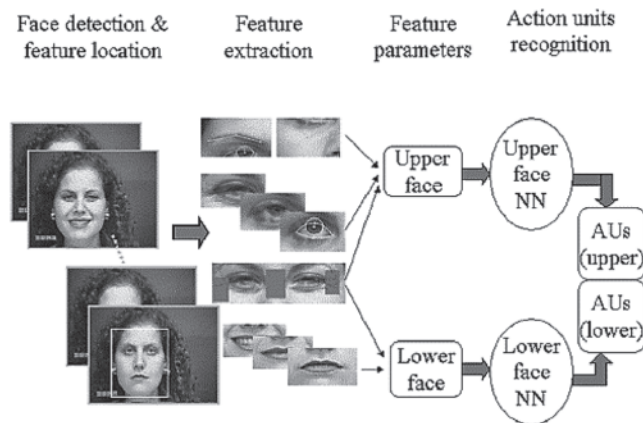 Face detection &
feature location
Feature
extraction
Feature
parameters
Action units
recognition
Upper
face
Upper
face
NN
AUs
(upper)
AUs
(lower)
Lower
face
Lower
face
NN